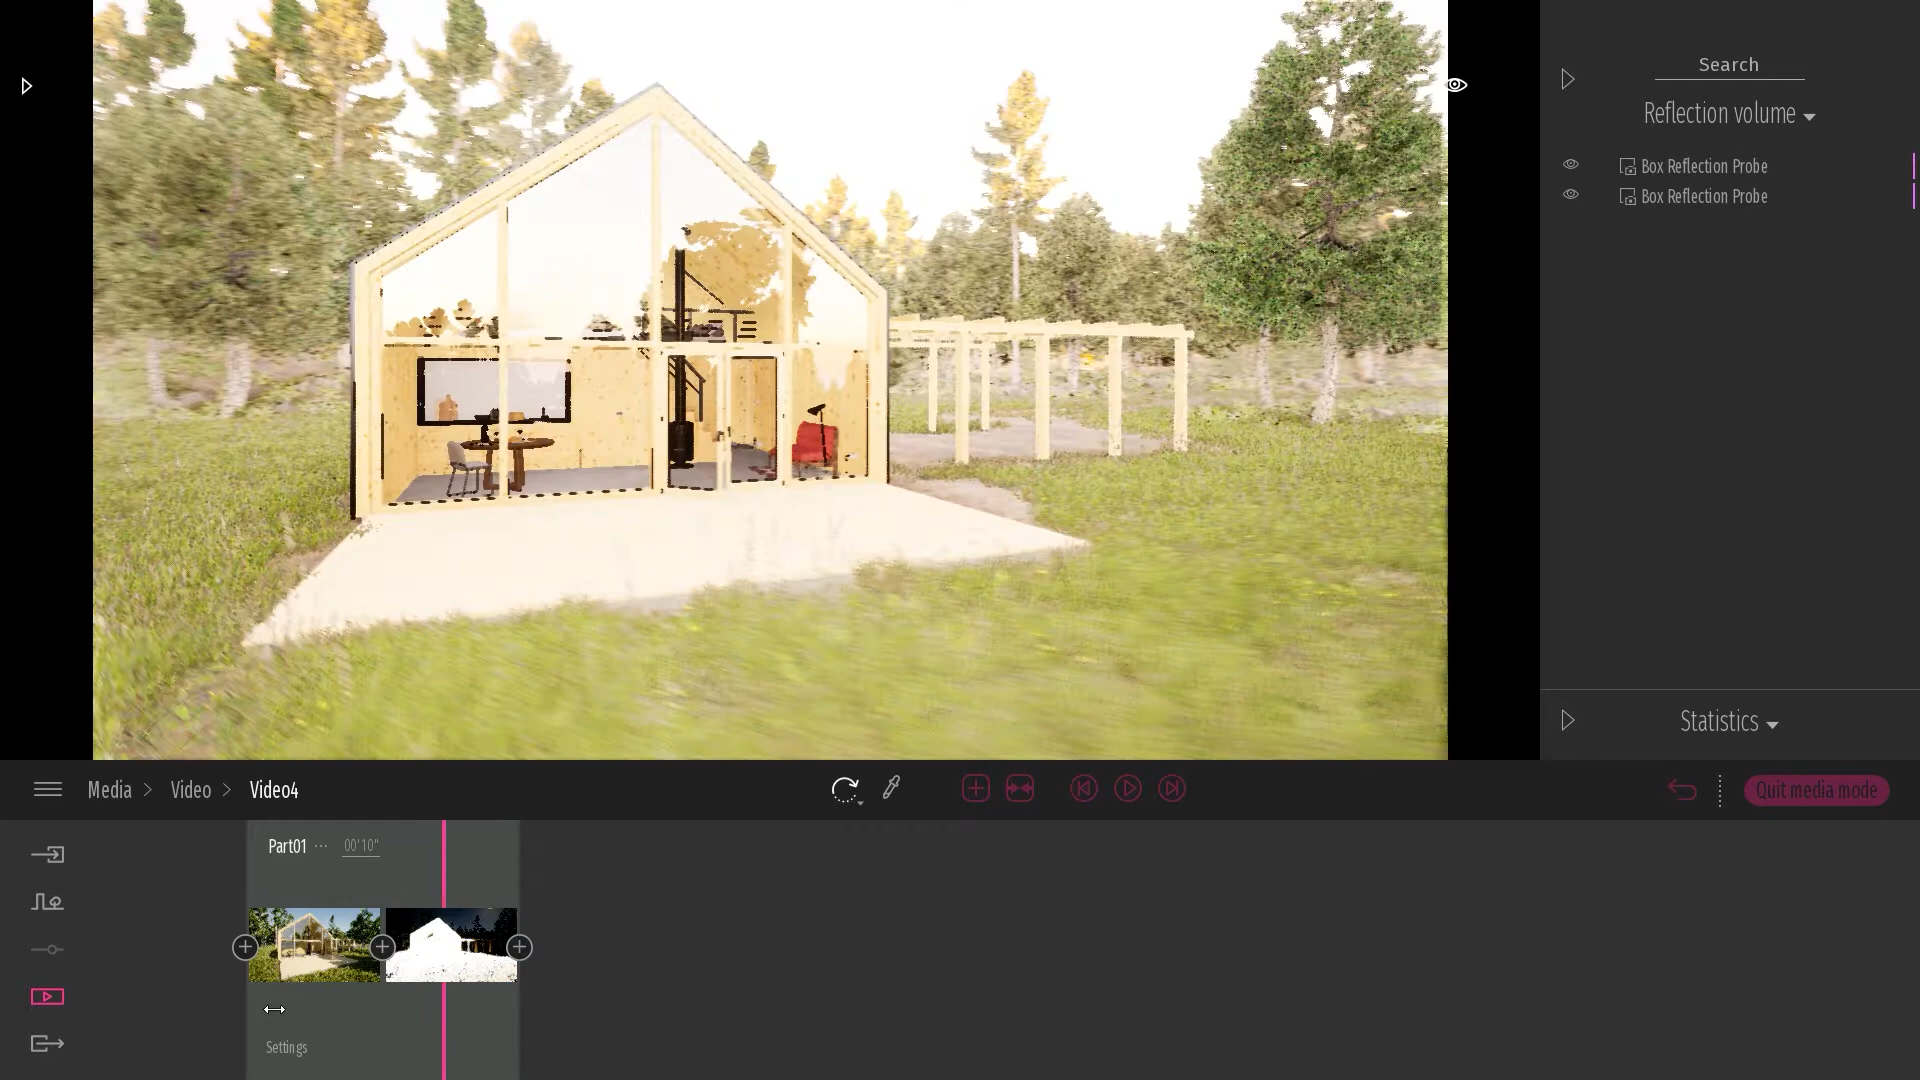 Search
Reflection volume
Box Reflection Probe
Box Reflection Probe
Statistics
Media > Video > Video4
Quit media mode
Part01 ··· 00'10"
Settings